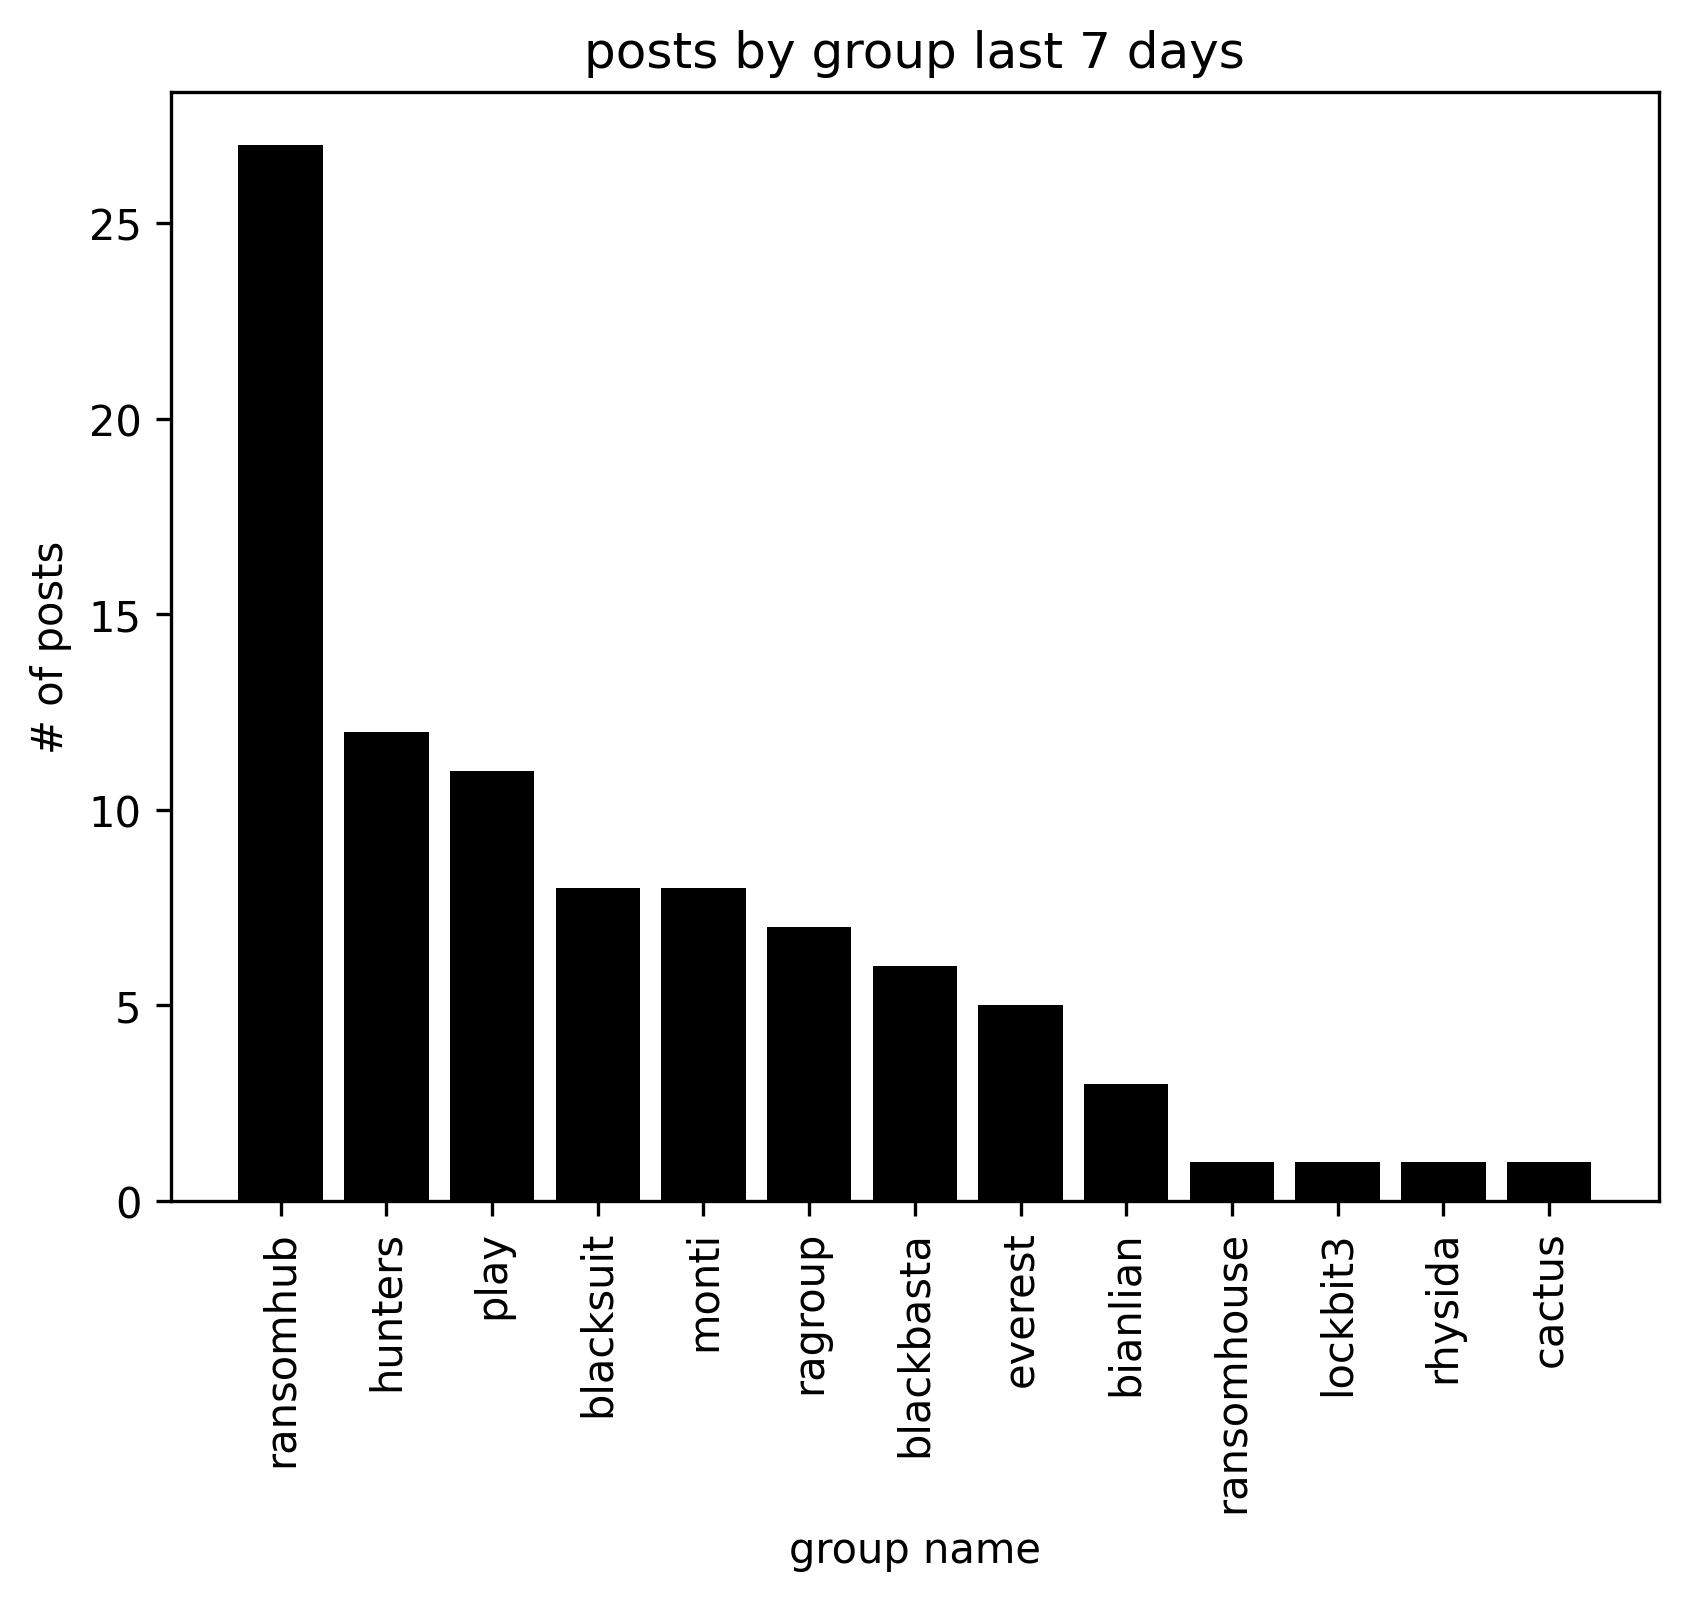 posts by group last 7 days
# of posts
25
20
15
10
5
0
ransomhub
hunters
play
blacksuit
monti
ragroup
blackbasta
everest
bianlian
ransomhouse
lockbit3
rhysida
cactus
group name